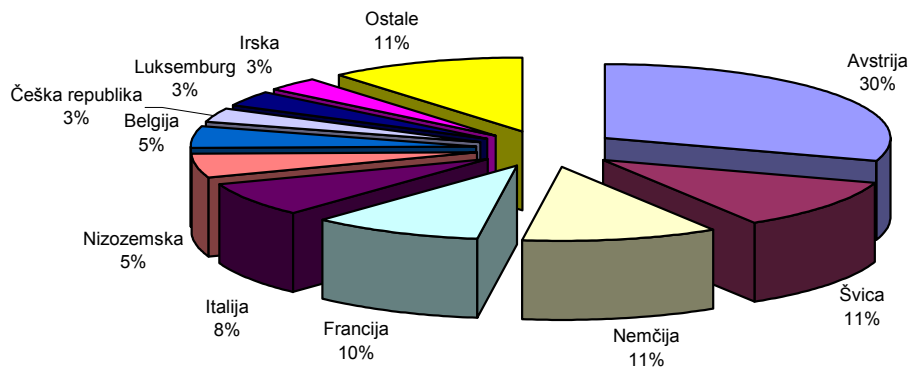 Ostale
11%
Irska
3%
Luksemburg
3%
Češka republika
3%
Belgija
5%
Avstrija
30%
Nizozemska
5%
Italija
8%
Francija
10%
Nemčija
11%
Švica
11%